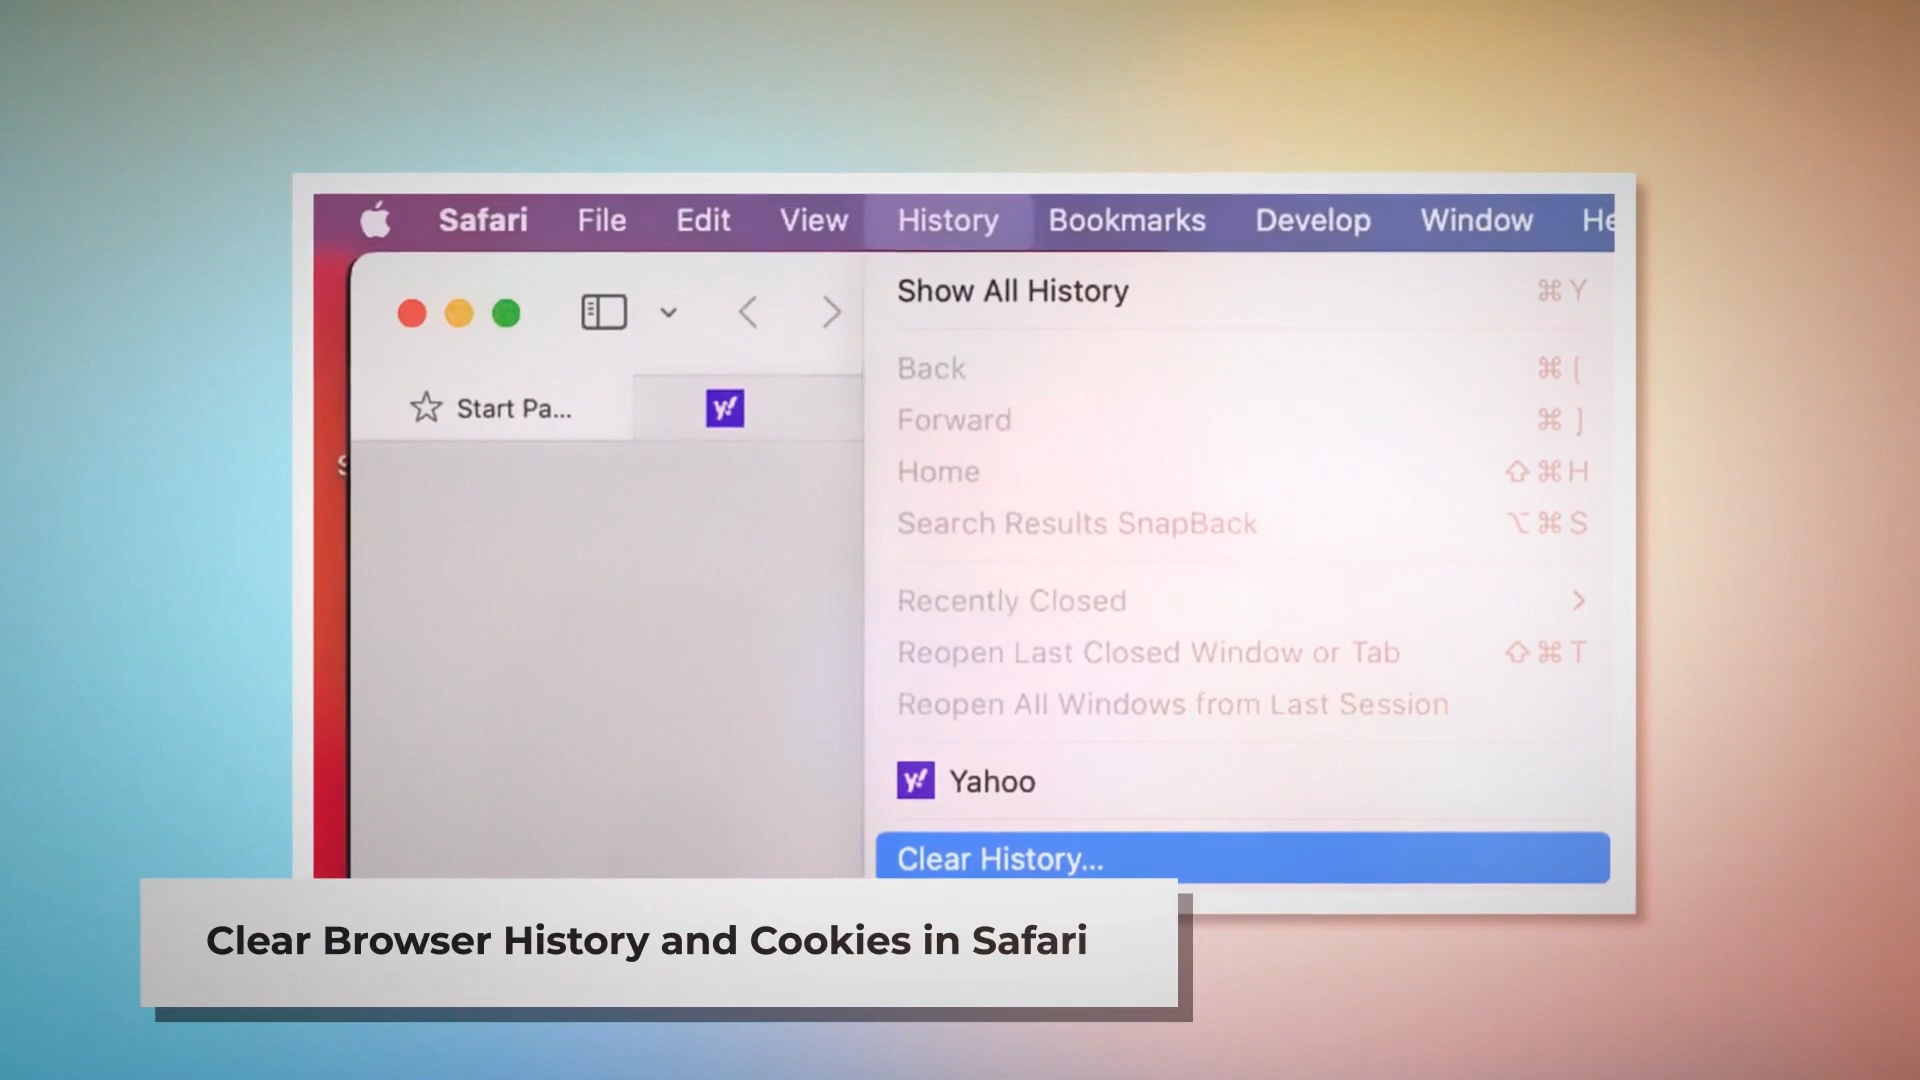 Safari File Edit View History Bookmarks Develop Window He
Show All History ⌘ Y
Start Pa...
Back ⌘ [
Forward ⌘ ]
Home ⇧ ⌘ H
Search Results SnapBack ⌥ ⌘ S
Recently Closed >
Reopen Last Closed Window or Tab ⇧ ⌘ T
Reopen All Windows from Last Session
y! Yahoo
Clear History...
Clear Browser History and Cookies in Safari